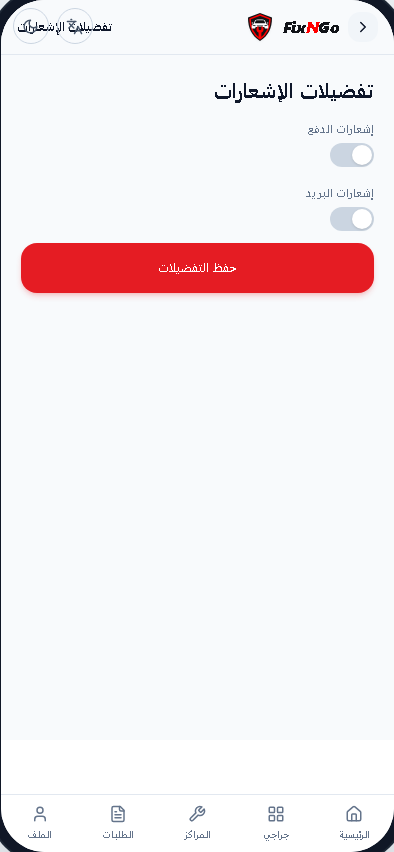 FixNGo
تفضيلات الإشعارات
تفضيلات الإشعارات
إشعارات الدفع
إشعارات البريد
حفظ التفضيلات
الرئيسية
جراجي
المراكز
الطلبات
الملف